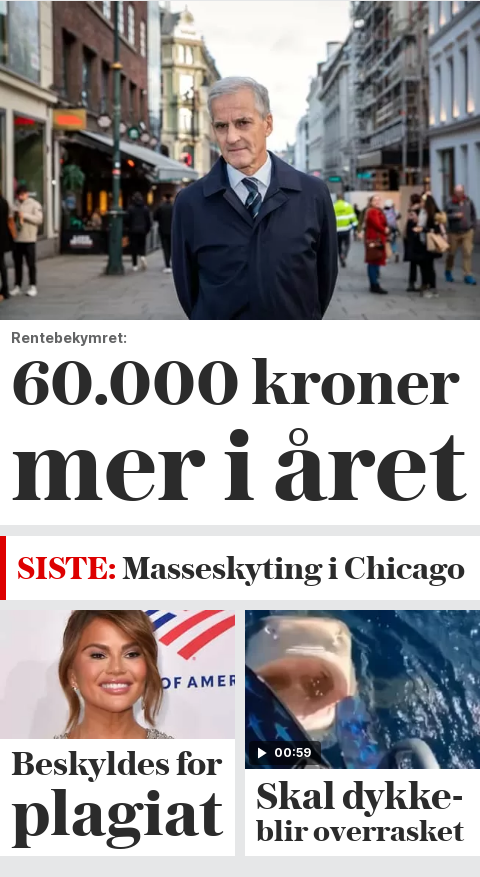 Rentebekymret:
60.000 kroner
mer i året
SISTE: Masseskyting i Chicago
OF AMER
Beskyldes for
plagiat
00:59
Skal dykke-
blir overrasket